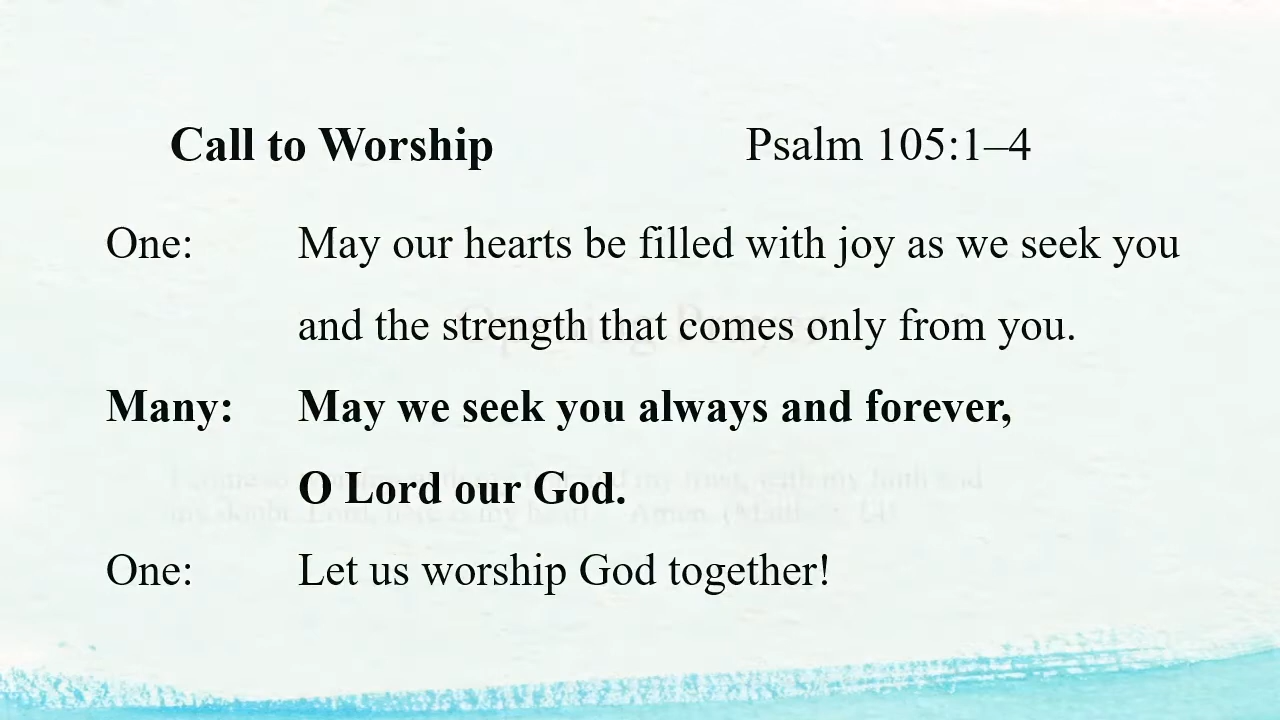 Call to Worship Psalm 105:1–4
One: May our hearts be filled with joy as we seek you
and the strength that comes only from you.
Many: May we seek you always and forever,
O Lord our God.
One: Let us worship God together!